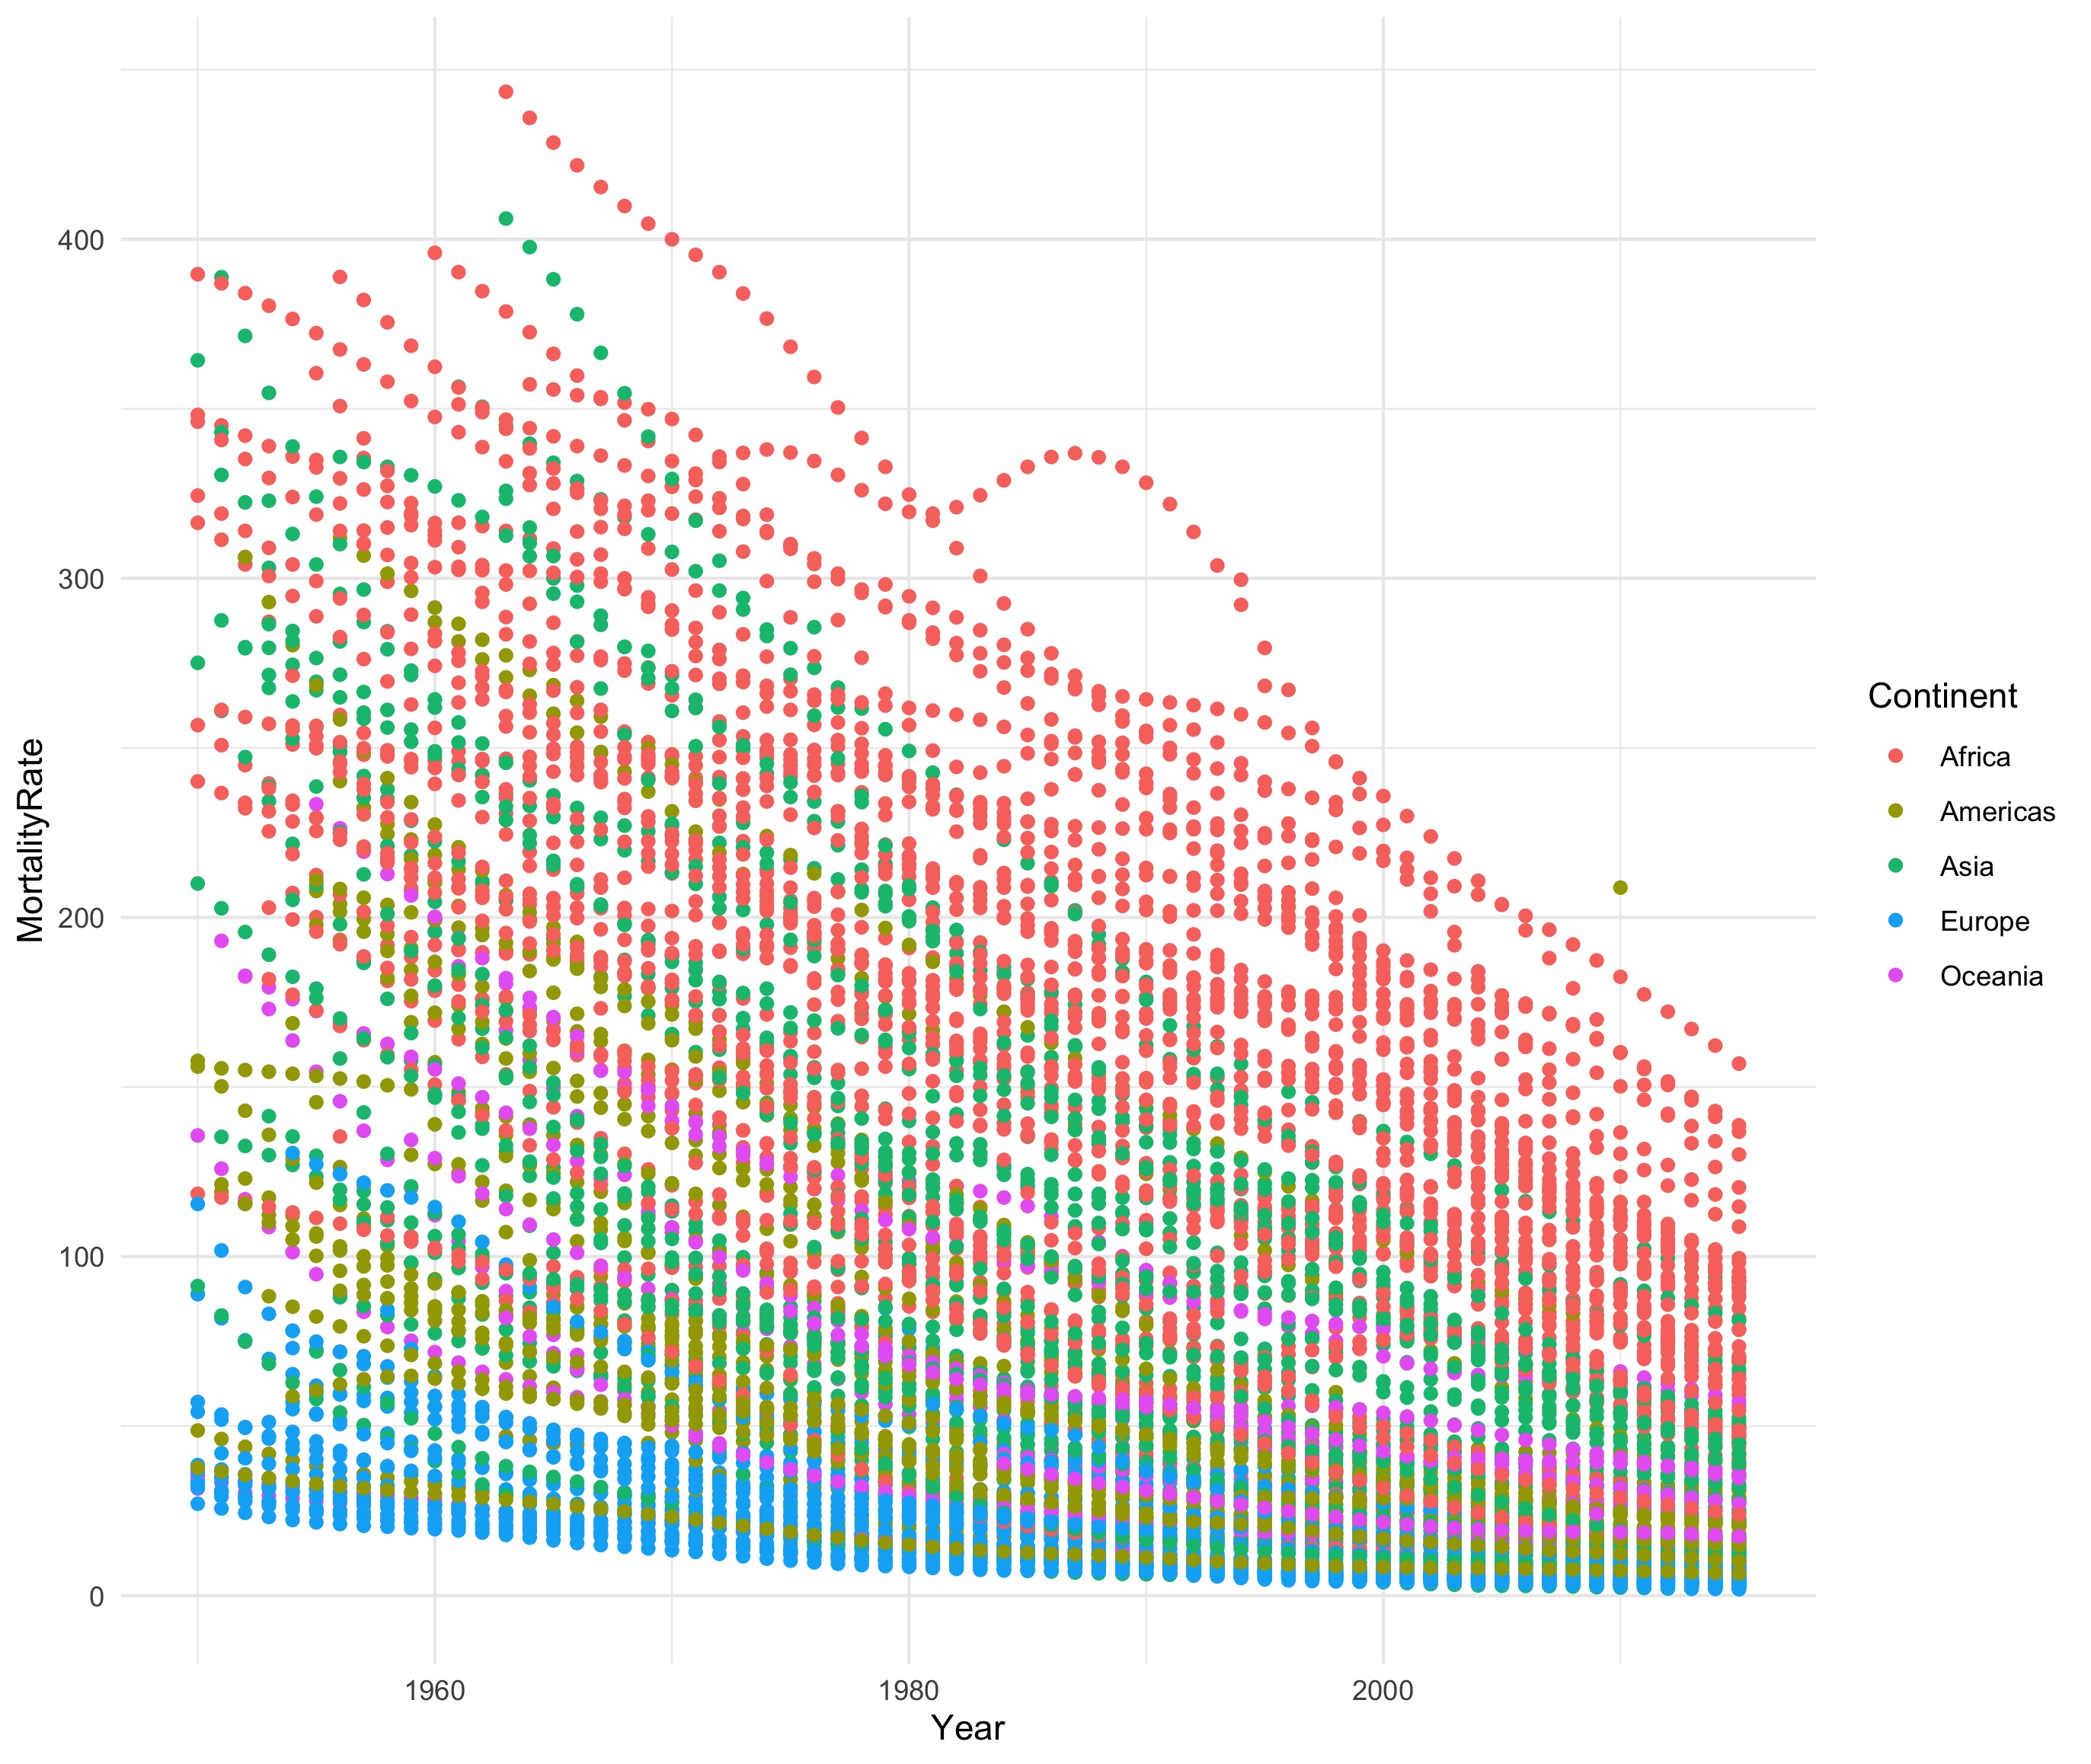 400
300
200
100
0
1960
1980
2000
Year
MortalityRate
Continent
Africa
Americas
Asia
Europe
Oceania